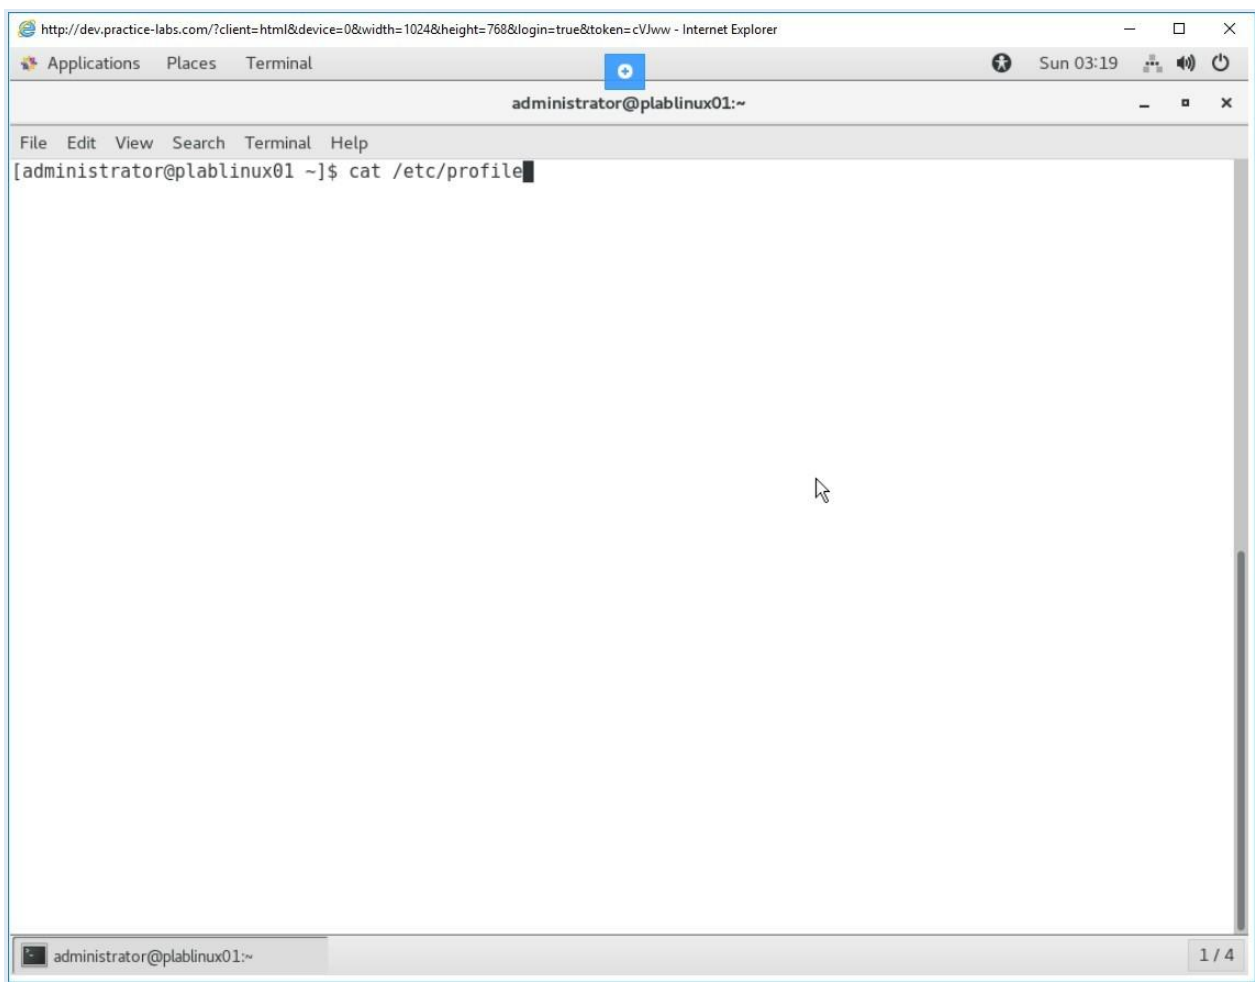 http://dev.practice-labs.com/?client=html&device=0&width=1024&height=768&login=true&token=cVJww - Internet Explorer
Applications Places Terminal Sun 03:19
administrator@plablinux01:~
File Edit View Search Terminal Help
[administrator@plablinux01 ~]$ cat /etc/profile
administrator@plablinux01:~ 1 / 4